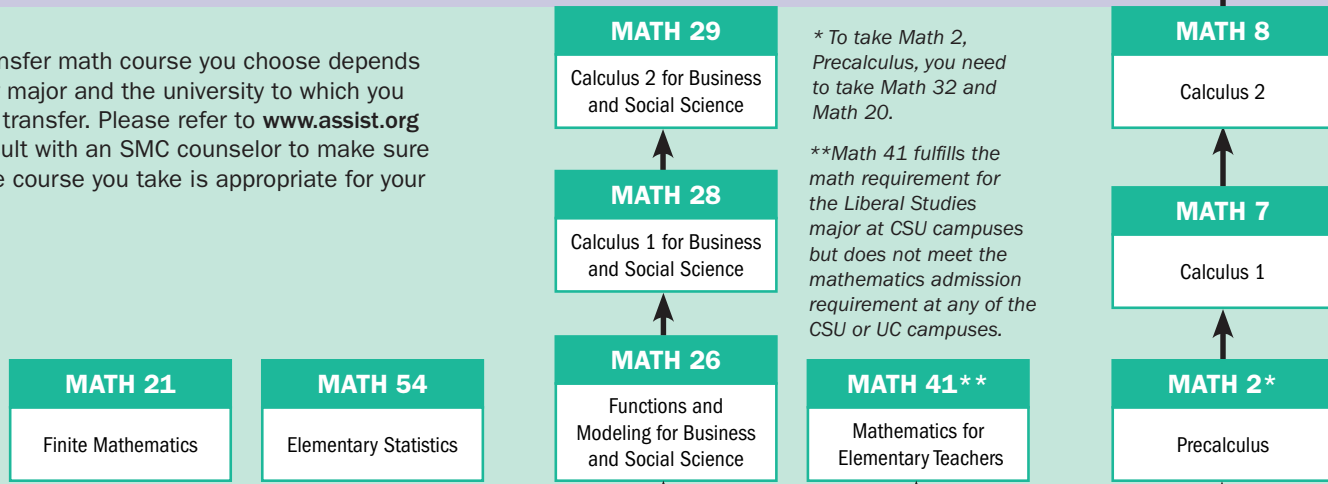 nsfer math course you choose depends
major and the university to which you
transfer. Please refer to www.assist.org
ult with an SMC counselor to make sure
e course you take is appropriate for your
MATH 29
Calculus 2 for Business
and Social Science
MATH 28
Calculus 1 for Business
and Social Science
MATH 26
Functions and
Modeling for Business
and Social Science
* To take Math 2,
Precalculus, you need
to take Math 32 and
Math 20.
**Math 41 fulfills the
math requirement for
the Liberal Studies
major at CSU campuses
but does not meet the
mathematics admission
requirement at any of the
CSU or UC campuses.
MATH 8
Calculus 2
MATH 7
Calculus 1
MATH 21
Finite Mathematics
MATH 54
Elementary Statistics
MATH 41**
Mathematics for
Elementary Teachers
MATH 2*
Precalculus